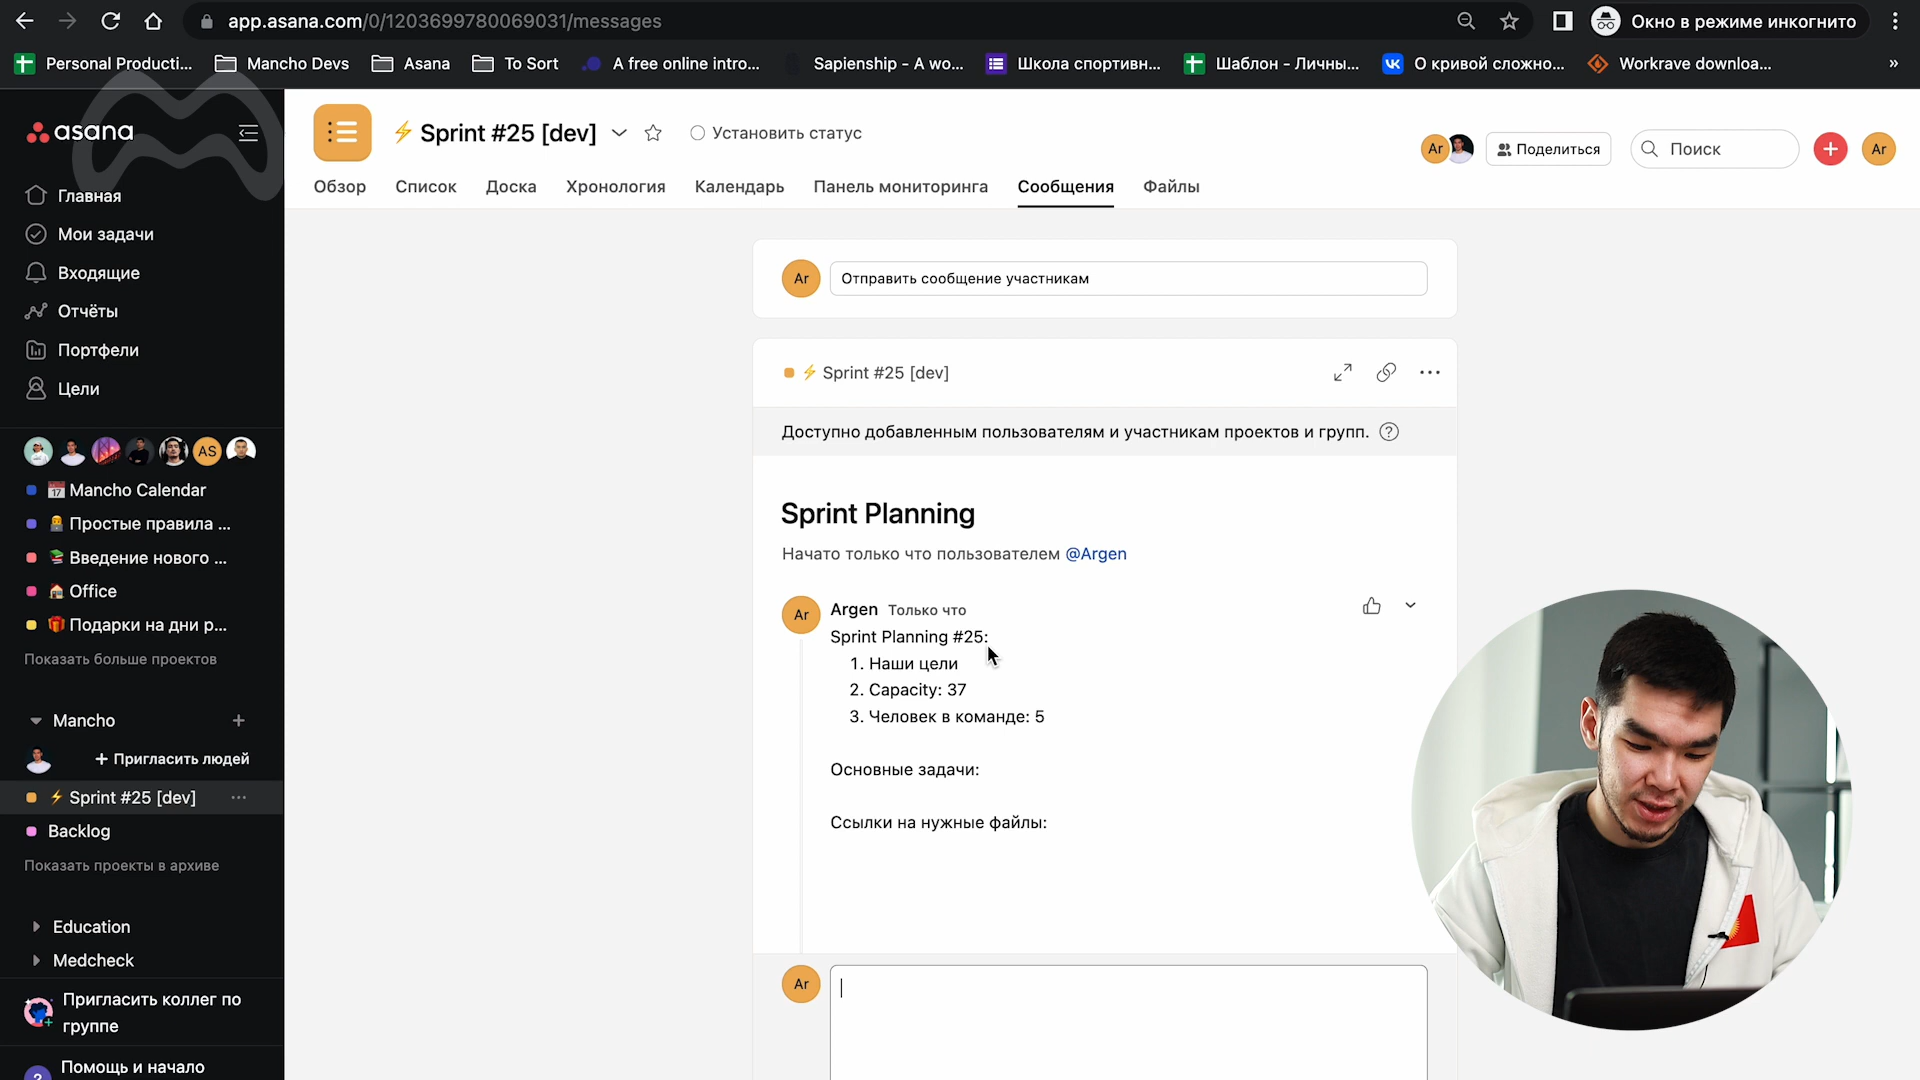 app.asana.com/0/1203699780069031/messages
Окно в режиме инкогнито
Personal Producti...
Mancho Devs
Asana
To Sort
A free online intro...
Sapienship - A wo...
Школа спортивн...
Шаблон - Личны...
О кривой сложно...
Workrave downloa...
»
asana
Главная
Мои задачи
Входящие
Отчёты
Портфели
Цели
AS
17 Mancho Calendar
Простые правила ...
Введение нового ...
Office
Подарки на дни р...
Показать больше проектов
Mancho
+ Пригласить людей
⚡ Sprint #25 [dev]
Backlog
Показать проекты в архиве
Education
Medcheck
Пригласить коллег по
группе
Помощь и начало
?
⚡ Sprint #25 [dev]
Установить статус
Обзор
Список
Доска
Хронология
Календарь
Панель мониторинга
Сообщения
Файлы
Ar
Поделиться
Поиск
Ar
Ar
Отправить сообщение участникам
⚡ Sprint #25 [dev]
Доступно добавленным пользователям и участникам проектов и групп. ?
Sprint Planning
Начато только что пользователем @Argen
Ar
Argen Только что
Sprint Planning #25:
1. Наши цели
2. Capacity: 37
3. Человек в команде: 5
Основные задачи:
Ссылки на нужные файлы:
Ar